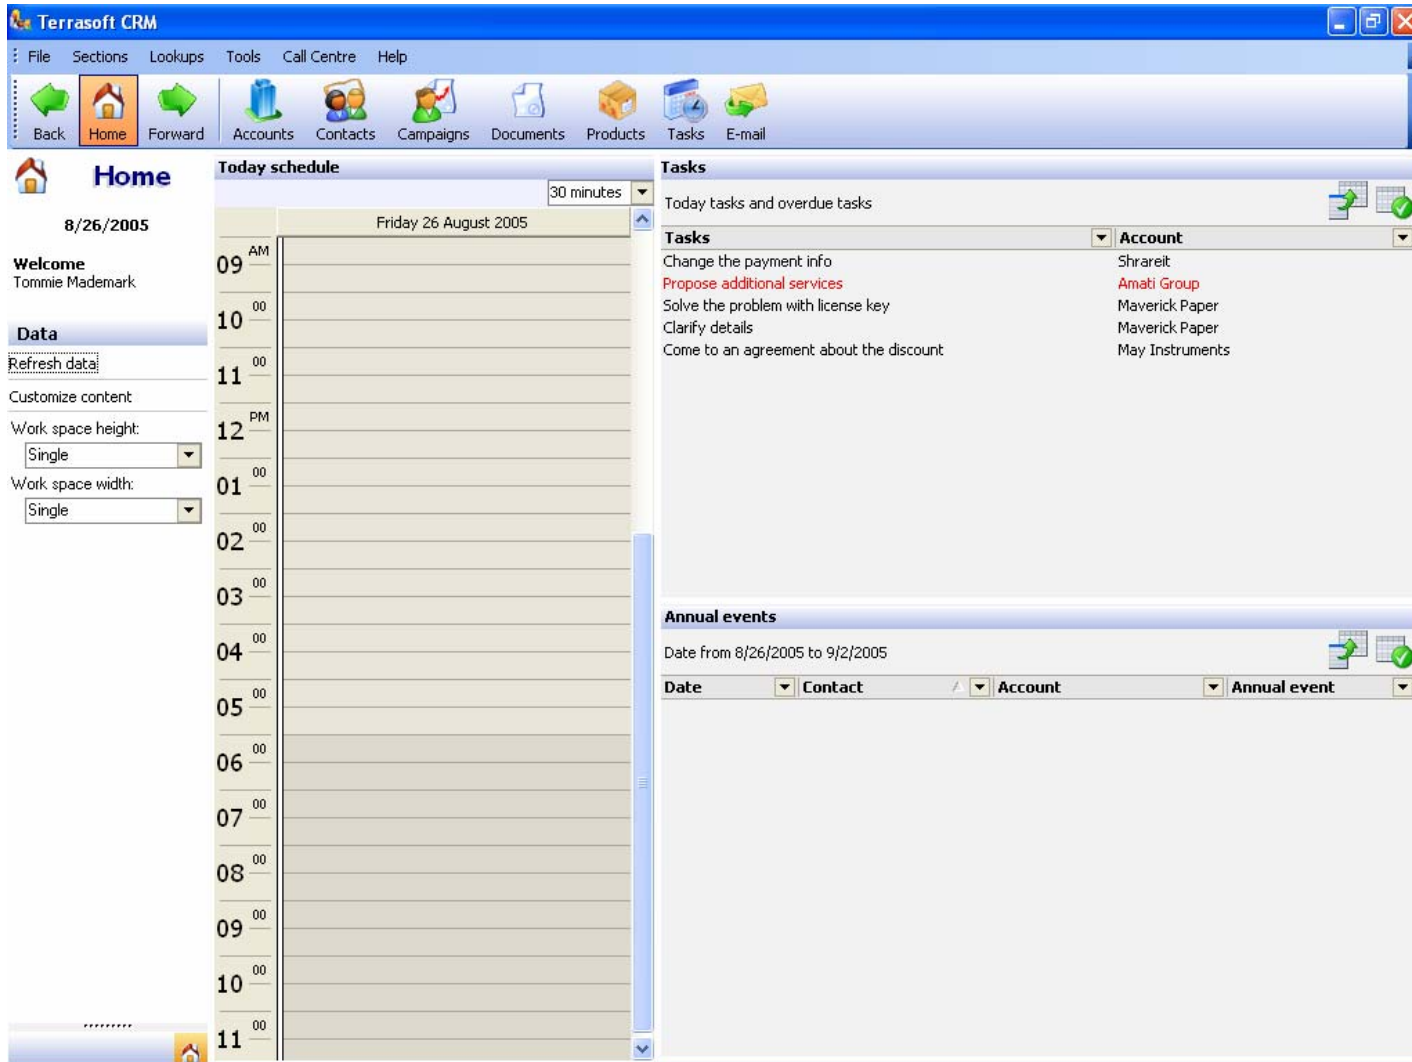 Terrasoft CRM
File Sections Lookups Tools Call Centre Help
Back Home Forward Accounts Contacts Campaigns Documents Products Tasks E-mail
Home
8/26/2005
Welcome
Tommie Mademark
Data
Refresh data
Customize content
Work space height:
Single
Work space width:
Single
Today schedule
30 minutes
Friday 26 August 2005
09 AM
10 00
11 00
12 PM
01 00
02 00
03 00
04 00
05 00
06 00
07 00
08 00
09 00
10 00
11 00
Tasks
Today tasks and overdue tasks
Tasks Account
Change the payment info Shrareit
Propose additional services Amati Group
Solve the problem with license key Maverick Paper
Clarify details Maverick Paper
Come to an agreement about the discount May Instruments
Annual events
Date from 8/26/2005 to 9/2/2005
Date Contact Account Annual event